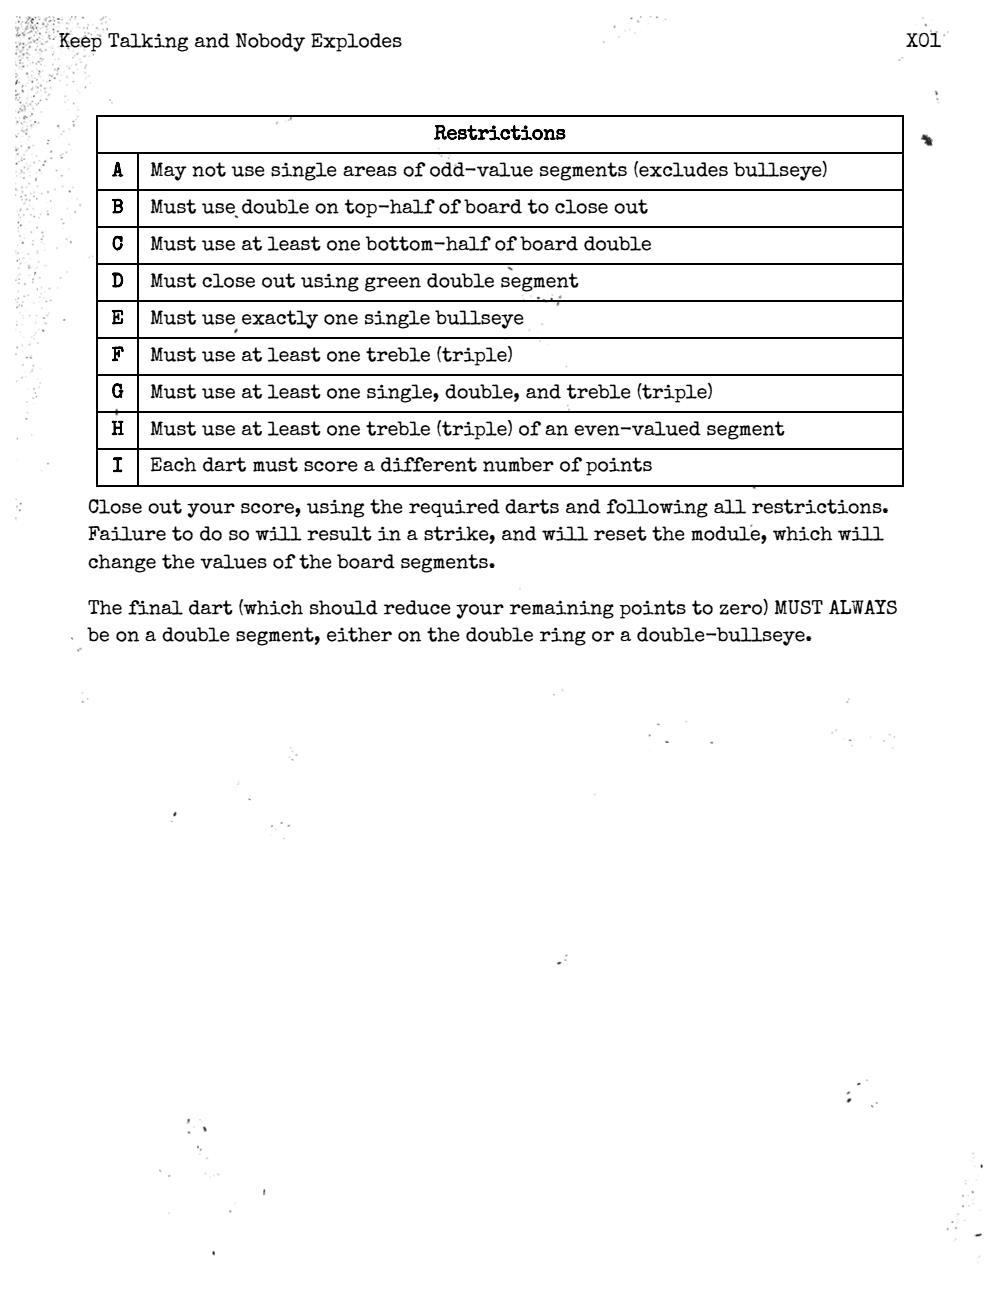 Keep Talking and Nobody Explodes X01
Restrictions
A May not use single areas of odd-value segments (excludes bullseye)
B Must use double on top-half of board to close out
C Must use at least one bottom-half of board double
D Must close out using green double segment
E Must use exactly one single bullseye
F Must use at least one treble (triple)
G Must use at least one single, double, and treble (triple)
H Must use at least one treble (triple) of an even-valued segment
I Each dart must score a different number of points
Close out your score, using the required darts and following all restrictions.
Failure to do so will result in a strike, and will reset the module, which will
change the values of the board segments.
The final dart (which should reduce your remaining points to zero) MUST ALWAYS
be on a double segment, either on the double ring or a double-bullseye.